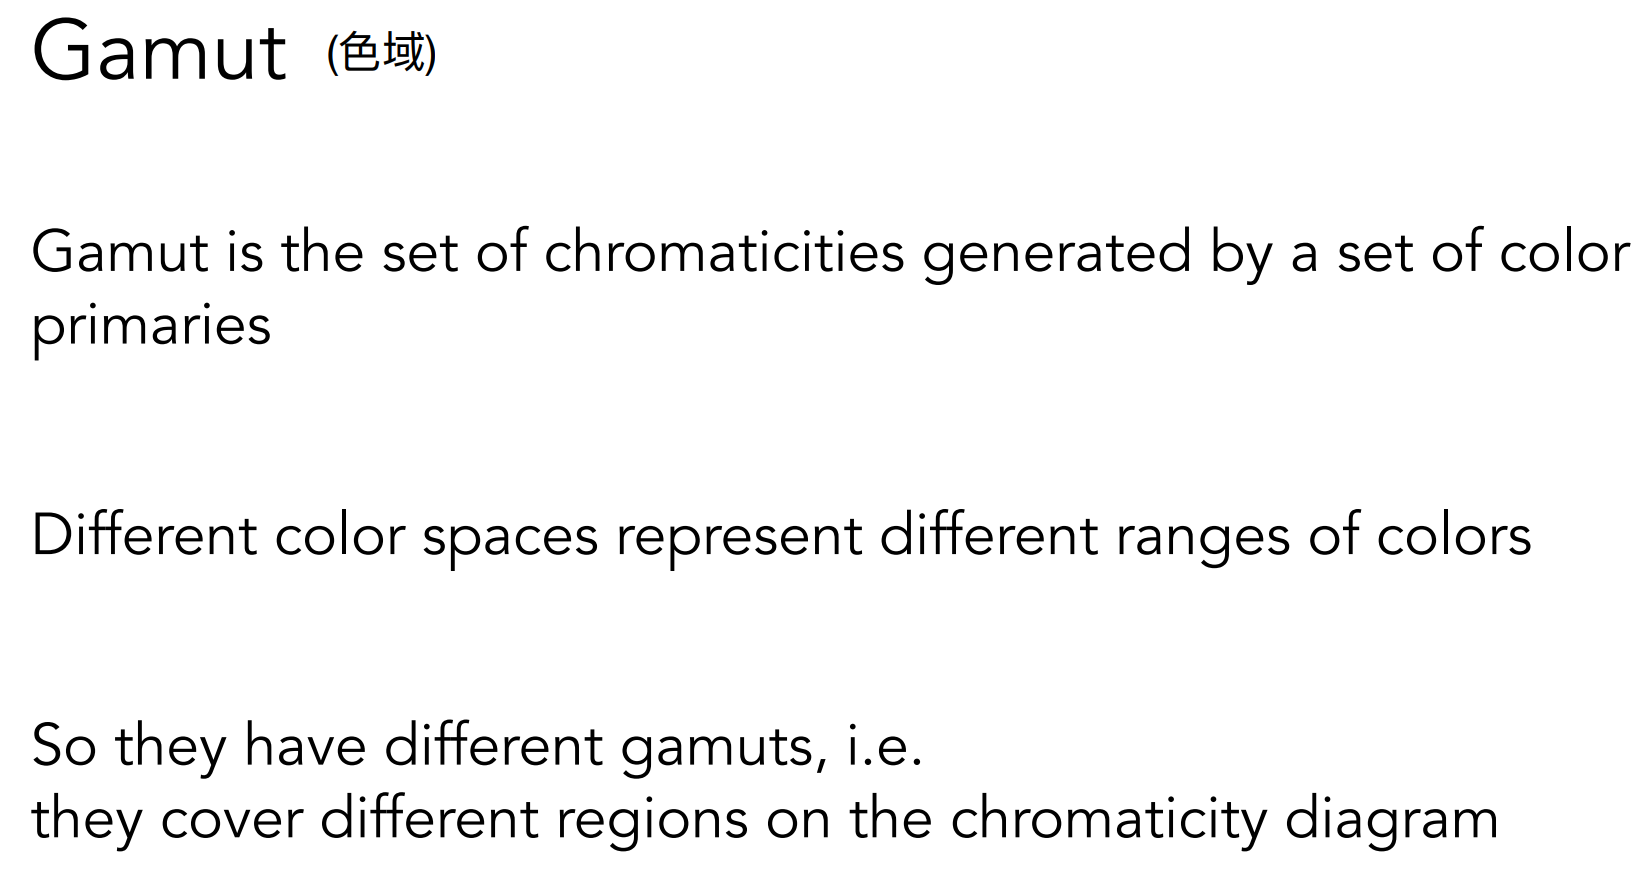 Gamut (色域)
Gamut is the set of chromaticities generated by a set of color
primaries
Different color spaces represent different ranges of colors
So they have different gamuts, i.e.
they cover different regions on the chromaticity diagram